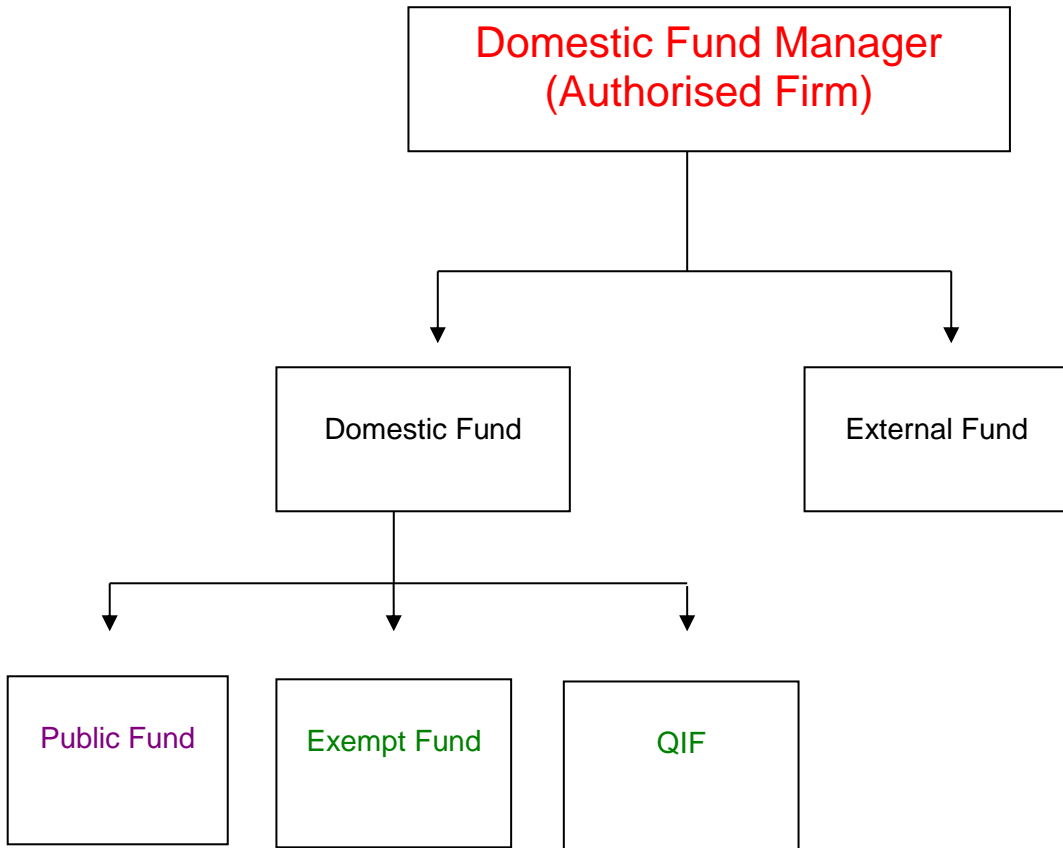 Domestic Fund Manager
(Authorised Firm)
Domestic Fund
External Fund
Public Fund
Exempt Fund
QIF